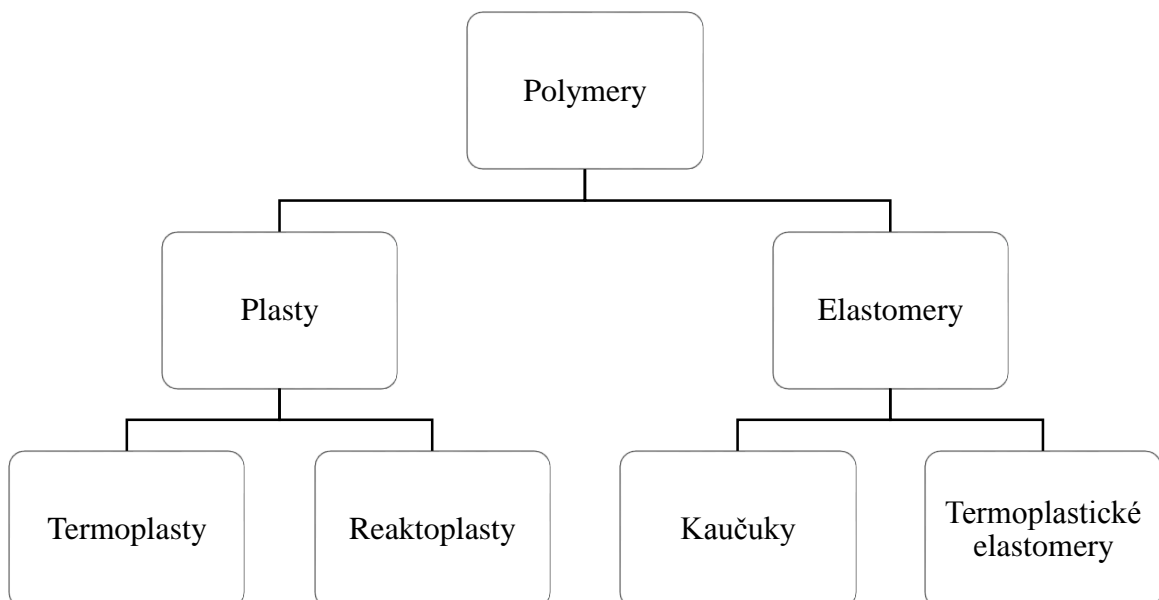 Polymery
Plasty
Elastomery
Termoplasty
Reaktoplasty
Kaučuky
Termoplastické
elastomery